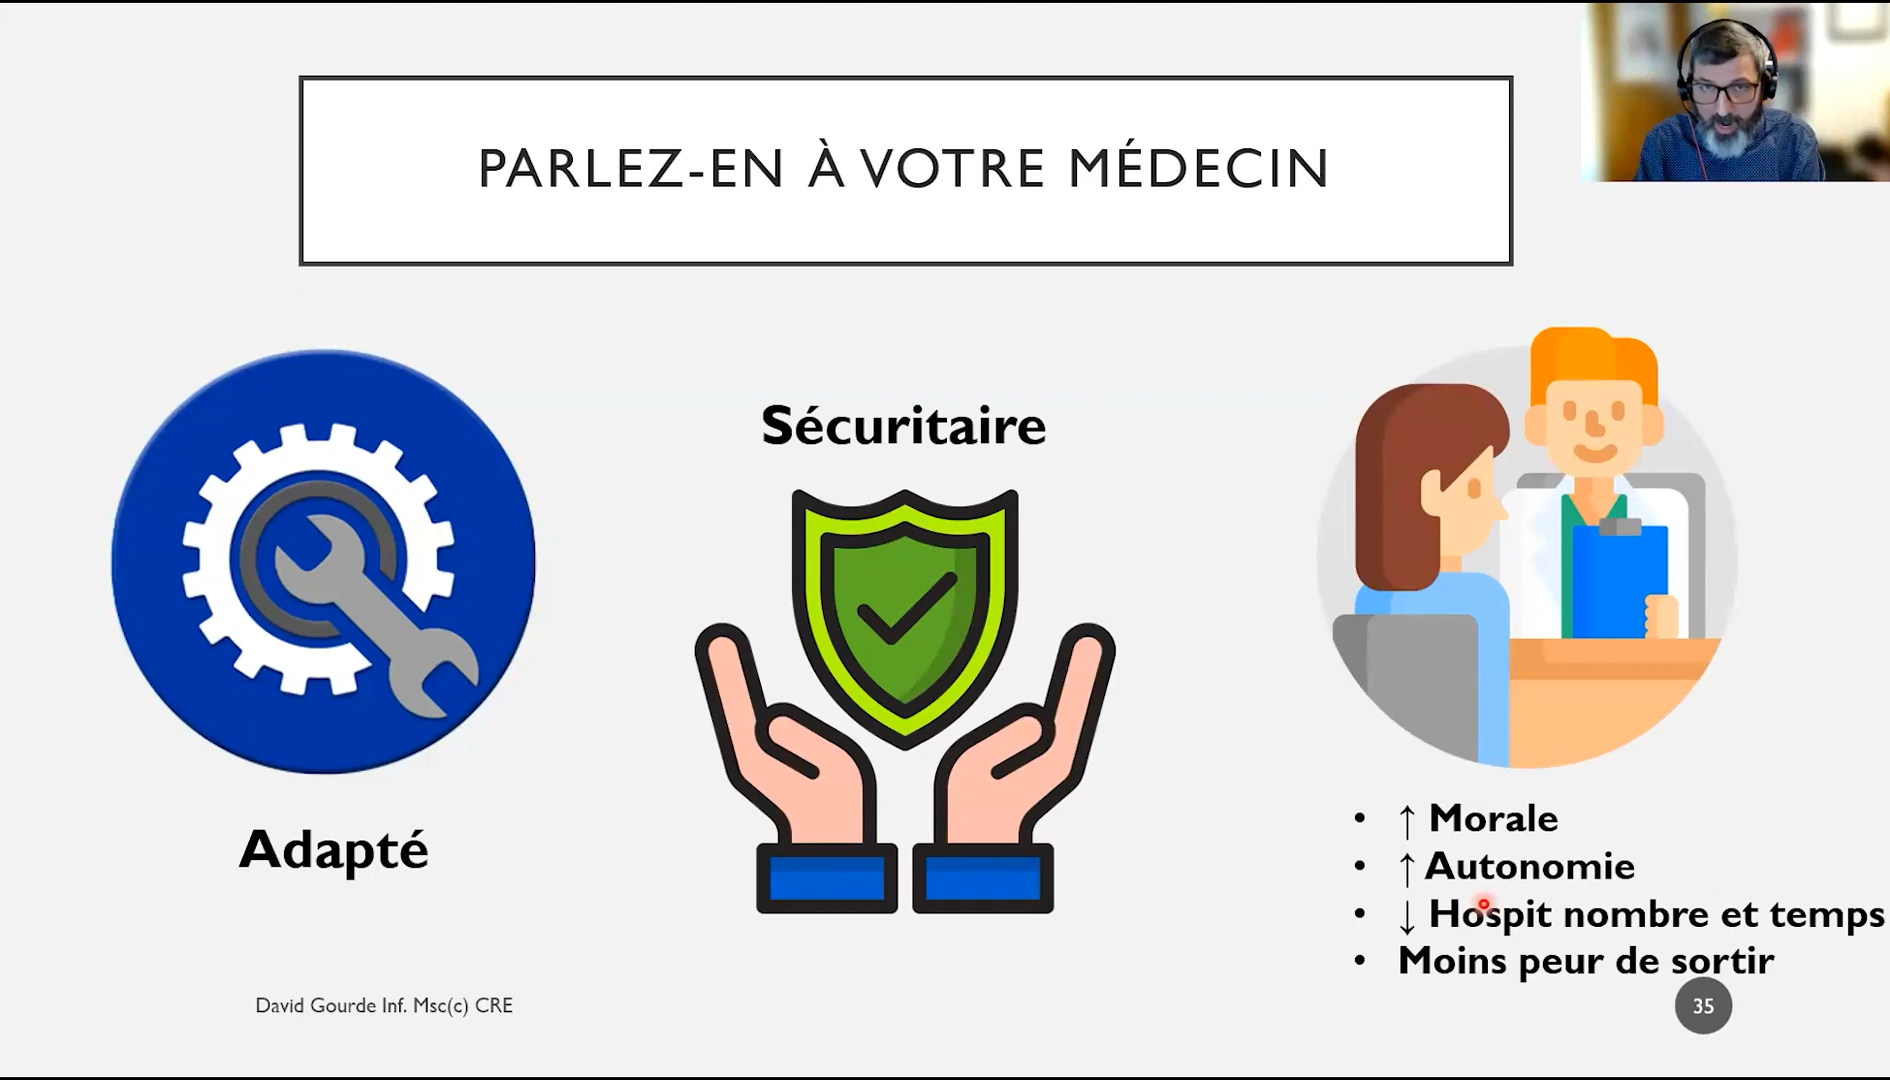 PARLEZ-EN À VOTRE MÉDECIN
Adapté
Sécuritaire
• ↑ Morale
• ↑ Autonomie
• ↓ Hospit nombre et temps
• Moins peur de sortir
David Gourde Inf. Msc(c) CRE
35